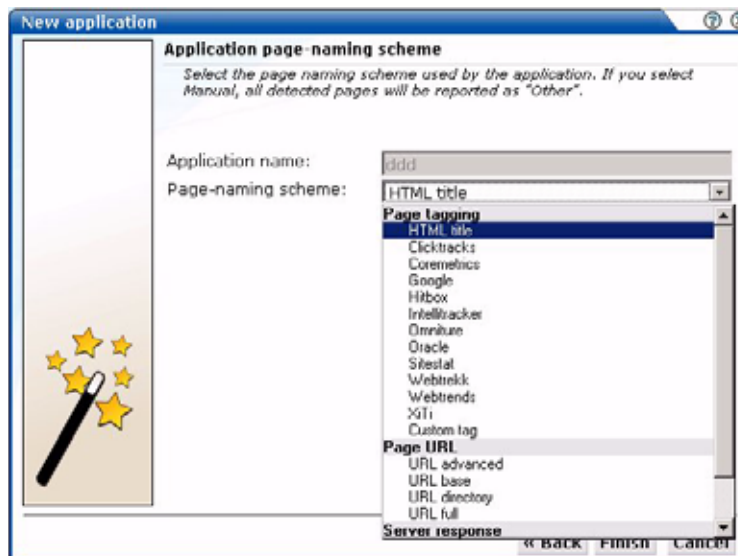 New application
Application page-naming scheme
Select the page naming scheme used by the application. If you select
Manual, all detected pages will be reported as "Other".
Application name: ddd
Page-naming scheme: HTML title
Page tagging
HTML title
Clicktracks
Coremetrics
Google
Hitbox
Intellitracker
Omniture
Oracle
Sitestat
Webtrekk
Webtrends
XiTi
Custom tag
Page URL
URL advanced
URL base
URL directory
URL full
Server response
« Back Finish Cancel